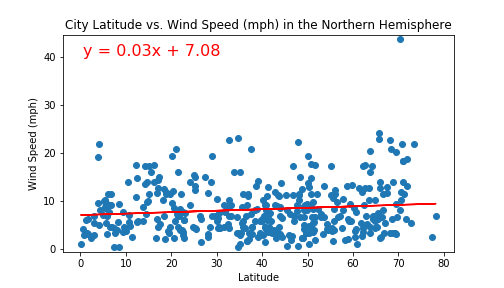 City Latitude vs. Wind Speed (mph) in the Northern Hemisphere
y = 0.03x + 7.08
40
30
20
10
0
Wind Speed (mph)
0 10 20 30 40 50 60 70 80
Latitude